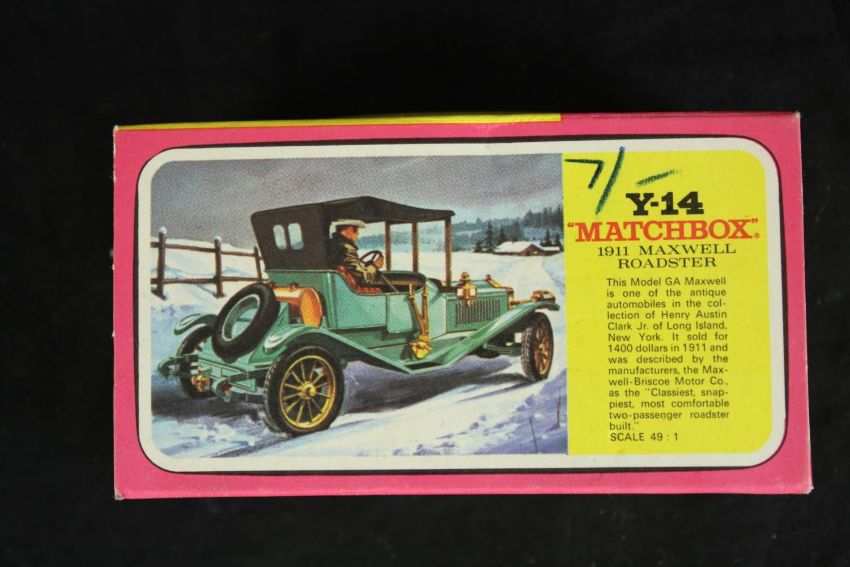 7/-
Y-14
"MATCHBOX"®
1911 MAXWELL
ROADSTER
This Model GA Maxwell
is one of the antique
automobiles in the col-
lection of Henry Austin
Clark Jr. of Long Island,
New York. It sold for
1400 dollars in 1911 and
was described by the
manufacturers, the Max-
well-Briscoe Motor Co.,
as the "Classiest, snap-
piest, most comfortable
two-passenger roadster
built."
SCALE 49 : 1